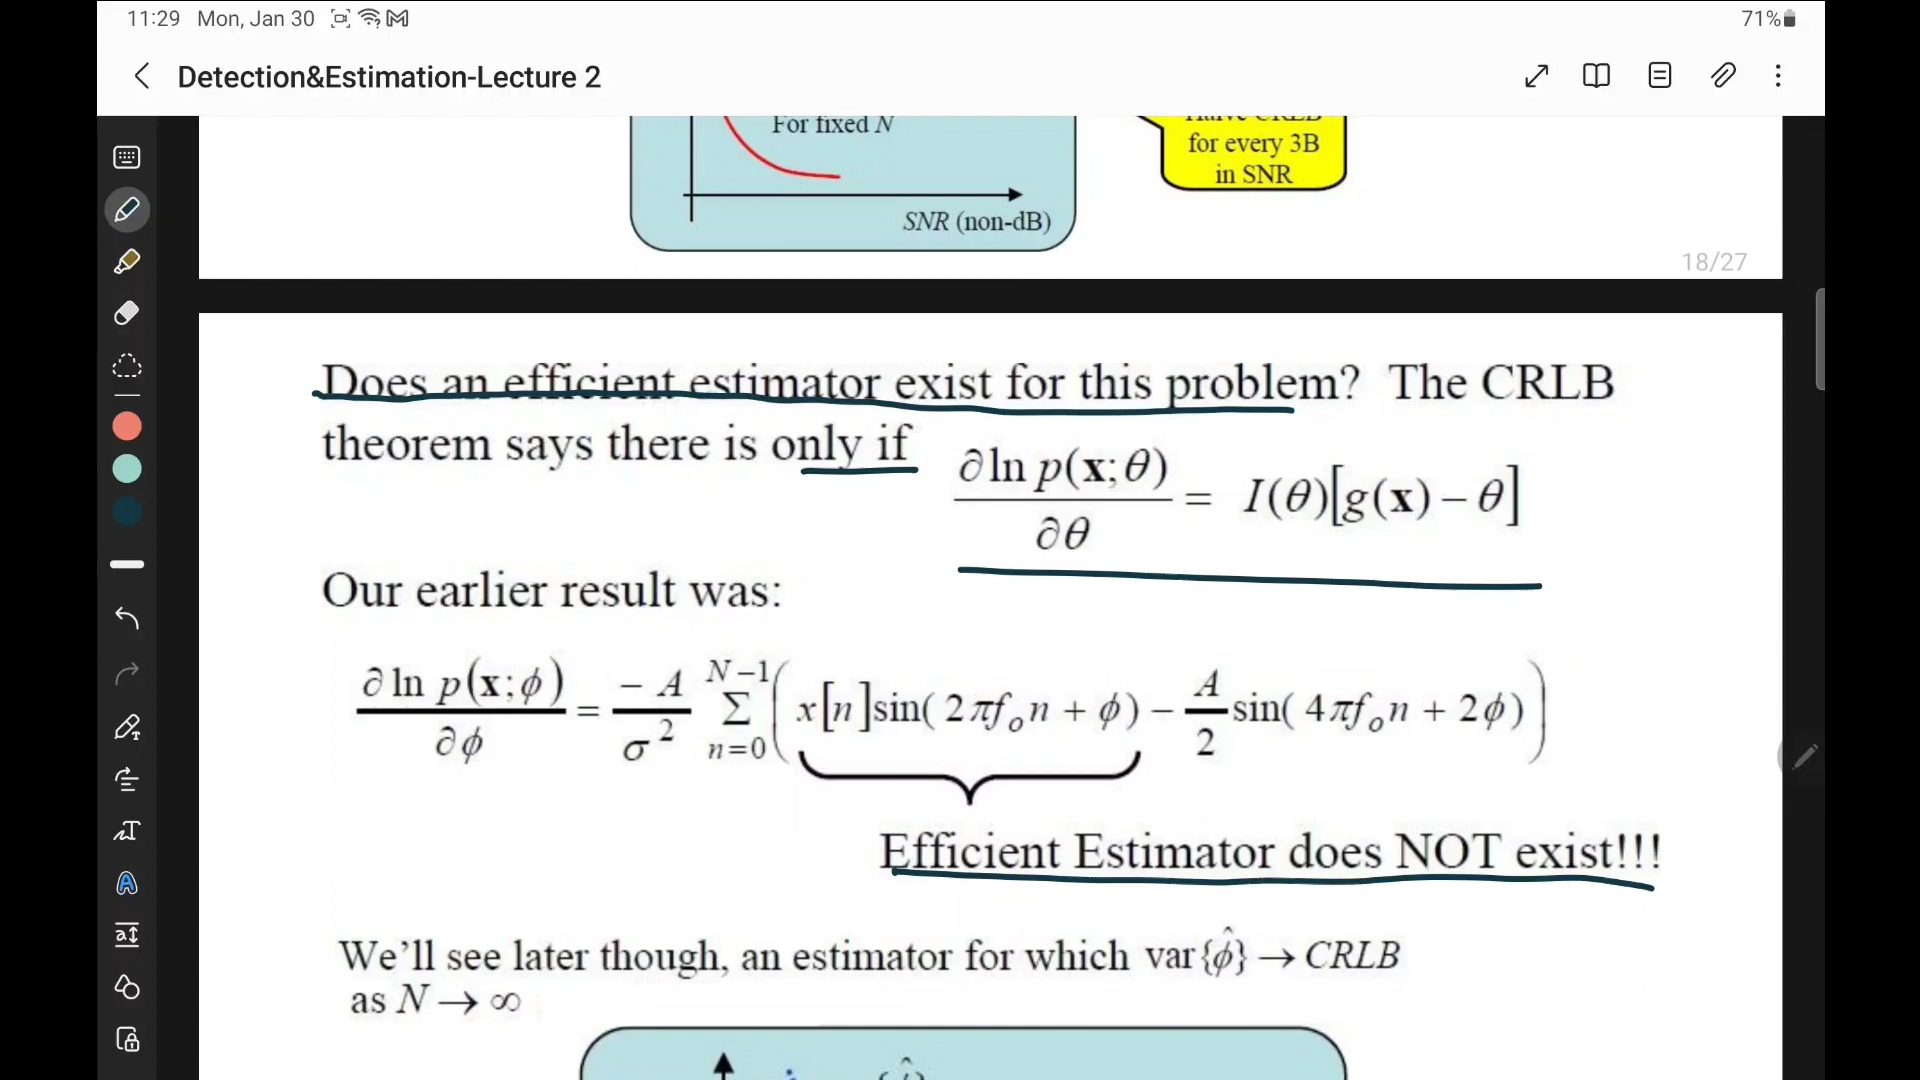 11:29 Mon, Jan 30
71%
Detection&Estimation-Lecture 2
For fixed N
SNR (non-dB)
for every 3B
in SNR
18/27
Does an efficient estimator exist for this problem? The CRLB
theorem says there is only if
∂ ln p(x;θ) / ∂θ = I(θ)[g(x) − θ]
Our earlier result was:
∂ ln p(x;ϕ) / ∂ϕ = −A / σ² Σ_{n=0}^{N−1} ( x[n]sin( 2πf_o n + ϕ) − A/2 sin( 4πf_o n + 2ϕ) )
Efficient Estimator does NOT exist!!!
We'll see later though, an estimator for which var{ϕ̂} → CRLB
as N → ∞